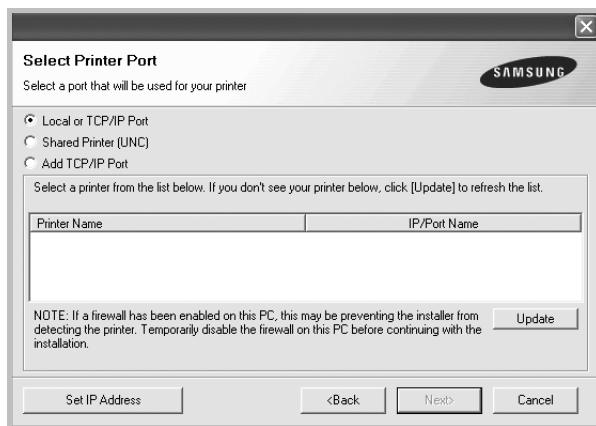 Select Printer Port
Select a port that will be used for your printer
SAMSUNG
Local or TCP/IP Port
Shared Printer (UNC)
Add TCP/IP Port
Select a printer from the list below. If you don't see your printer below, click [Update] to refresh the list.
Printer Name IP/Port Name
NOTE: If a firewall has been enabled on this PC, this may be preventing the installer from
detecting the printer. Temporarily disable the firewall on this PC before continuing with the
installation.
Update
Set IP Address <Back Next> Cancel